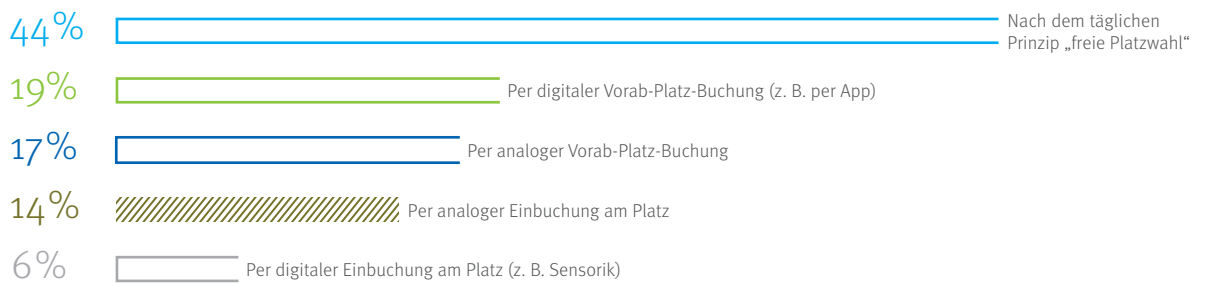 44%
Nach dem täglichen
Prinzip „freie Platzwahl“
19%
Per digitaler Vorab-Platz-Buchung (z. B. per App)
17%
Per analoger Vorab-Platz-Buchung
14%
Per analoger Einbuchung am Platz
6%
Per digitaler Einbuchung am Platz (z. B. Sensorik)